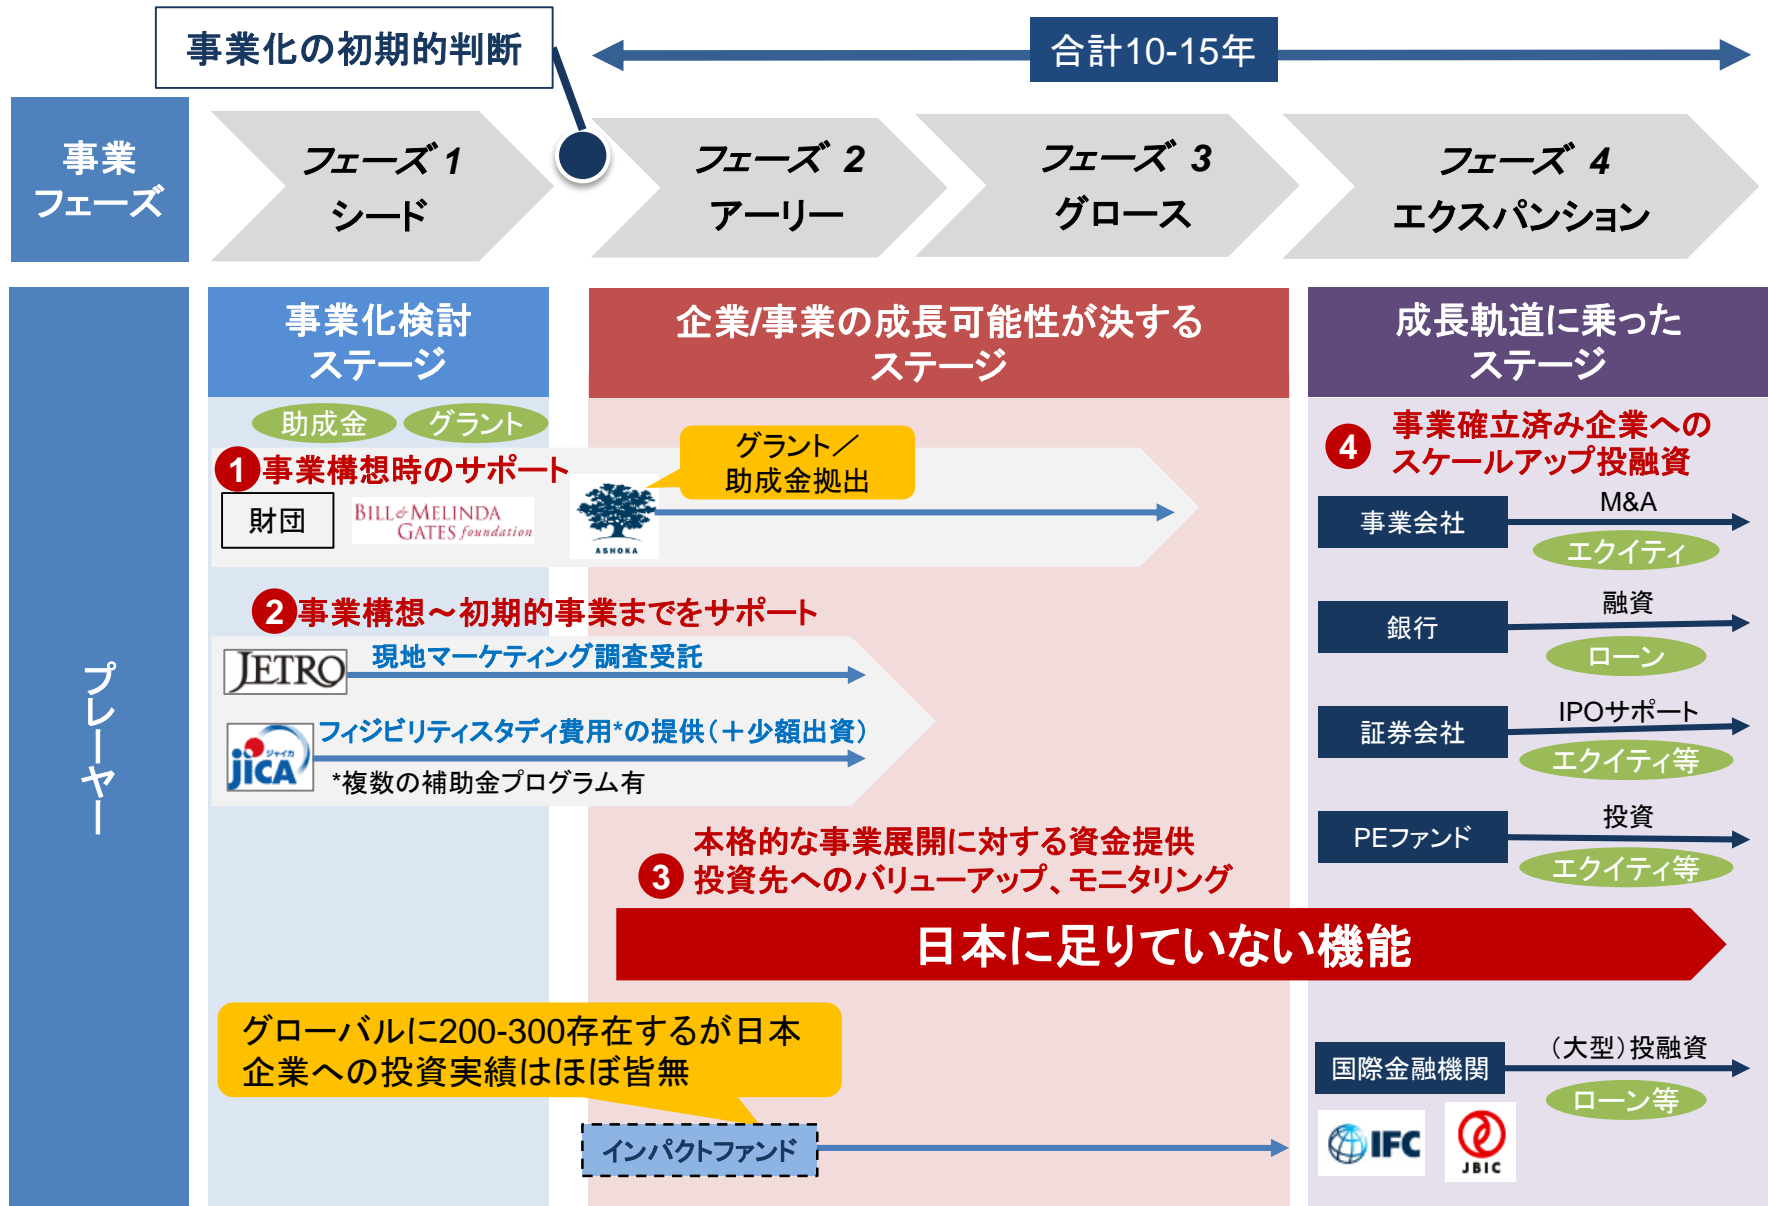 事業化の初期的判断
合計10-15年
事業
フェーズ
フェーズ 1
シード
フェーズ 2
アーリー
フェーズ 3
グロース
フェーズ 4
エクスパンション
プレーヤー
事業化検討
ステージ
企業/事業の成長可能性が決する
ステージ
成長軌道に乗った
ステージ
助成金
グラント
1 事業構想時のサポート
財団
BILL & MELINDA
GATES foundation
ASHOKA
グラント／
助成金拠出
2 事業構想～初期的事業までをサポート
JETRO
現地マーケティング調査受託
ジャイカ
JICA
フィジビリティスタディ費用*の提供（＋少額出資）
*複数の補助金プログラム有
3
本格的な事業展開に対する資金提供
投資先へのバリューアップ、モニタリング
日本に足りていない機能
グローバルに200-300存在するが日本
企業への投資実績はほぼ皆無
インパクトファンド
4
事業確立済み企業への
スケールアップ投融資
事業会社
M&A
エクイティ
銀行
融資
ローン
証券会社
IPOサポート
エクイティ等
PEファンド
投資
エクイティ等
国際金融機関
（大型）投融資
ローン等
IFC
JBIC